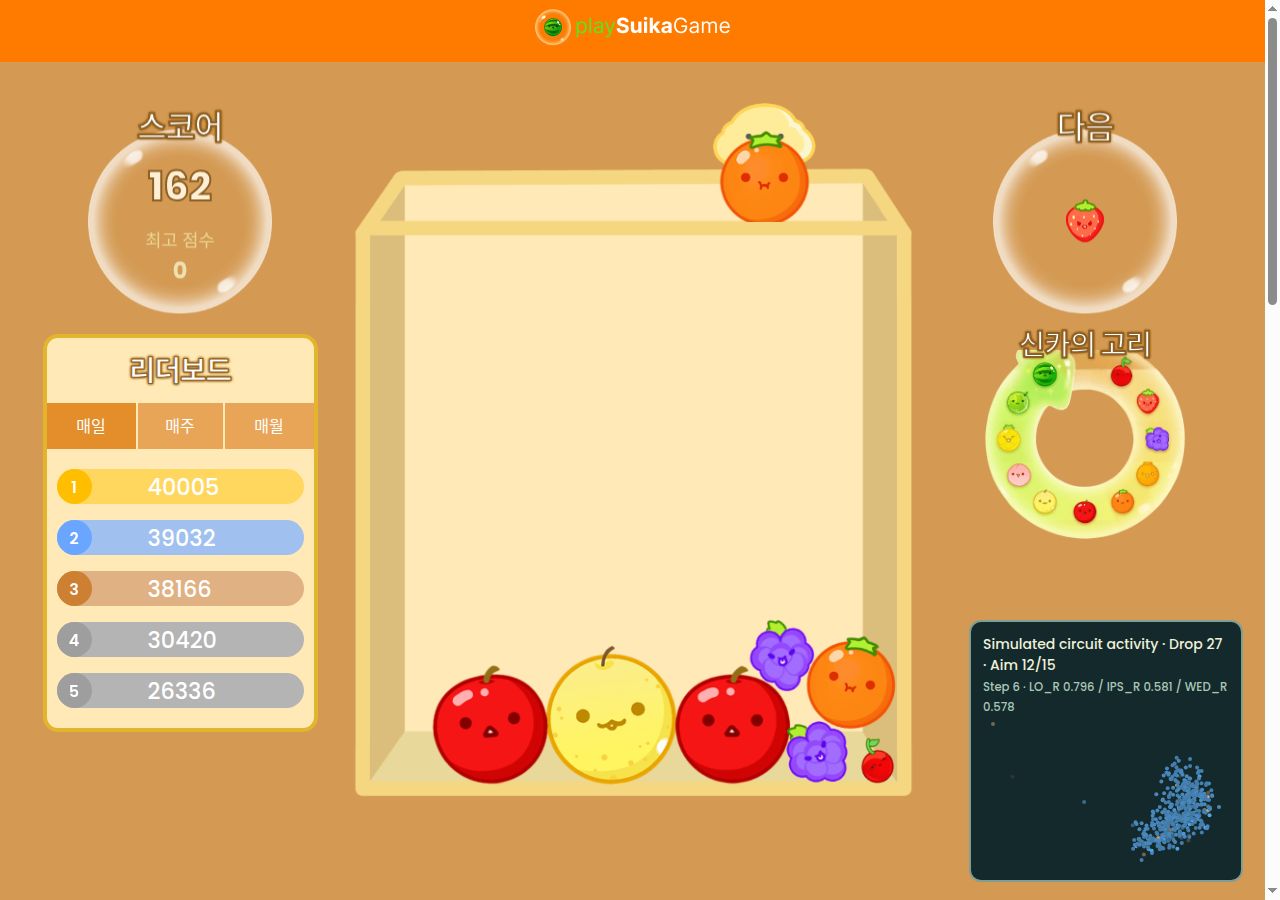 playSuikaGame
스코어
162
최고 점수
0
리더보드
매일 매주 매월
1 40005
2 39032
3 38166
4 30420
5 26336
다음
신카의 고리
Simulated circuit activity · Drop 27
· Aim 12/15
Step 6 · LO_R 0.796 / IPS_R 0.581 / WED_R
0.578